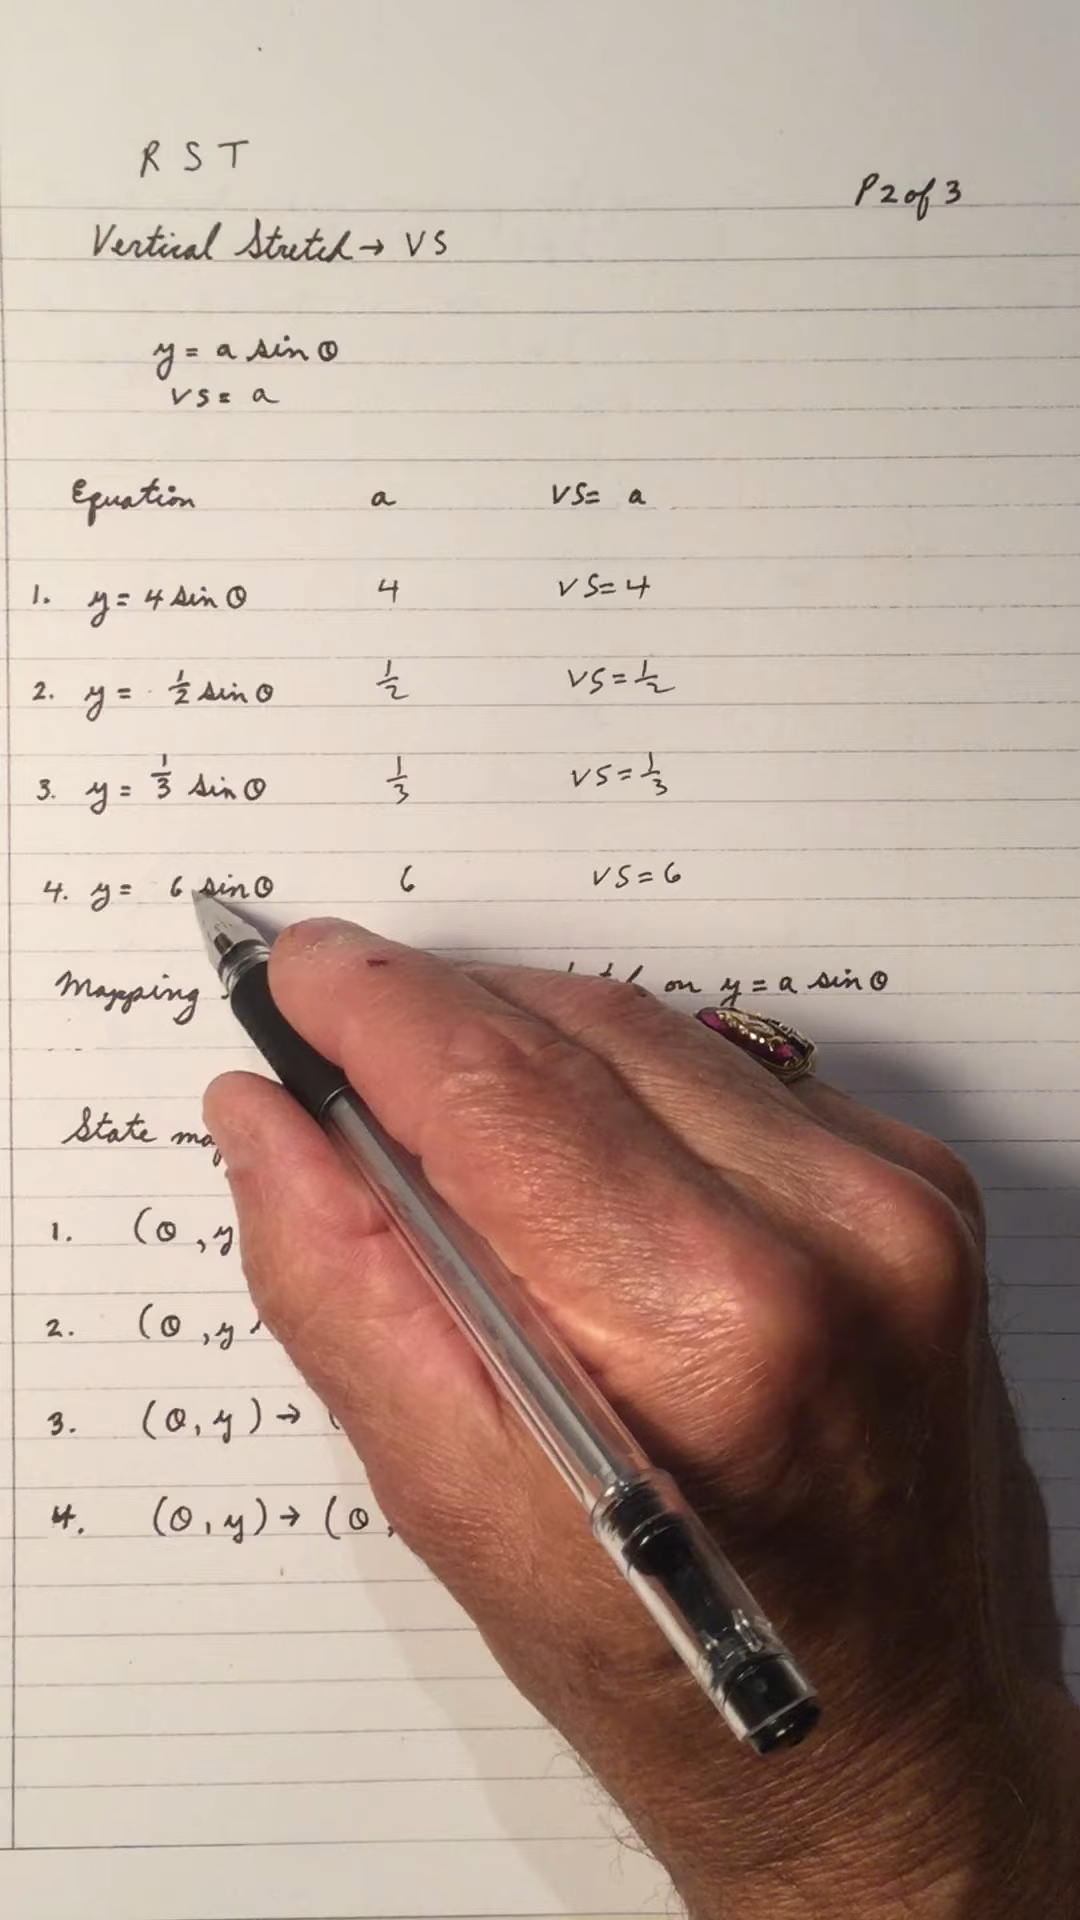 R S T
P2 of 3
Vertical Stretch → VS
y = a sin θ
VS = a
Equation a VS = a
1. y = 4 sin θ 4 VS = 4
2. y = 1/2 sin θ 1/2 VS = 1/2
3. y = 1/3 sin θ 1/3 VS = 1/3
4. y = 6 sin θ 6 VS = 6
Mapping on y = a sin θ
State
1. (θ, y
2. (θ, y
3. (θ, y) → (
4. (θ, y) → (θ,